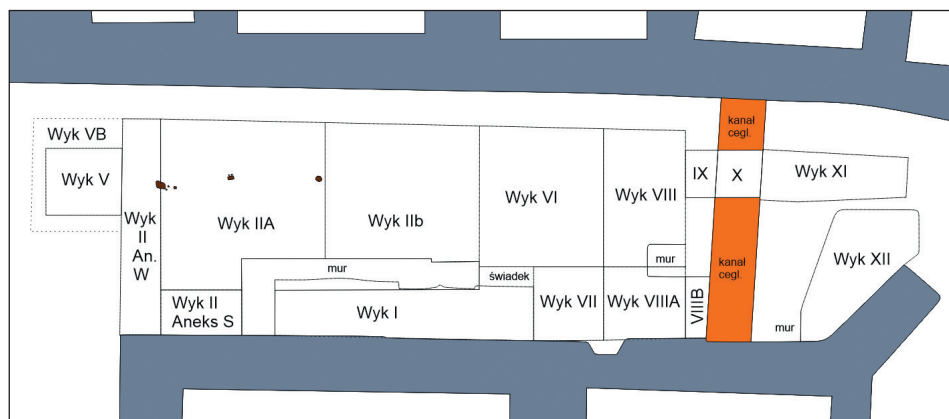 Wyk VB
Wyk V
Wyk
II
An.
W
Wyk IIA
Wyk II
Aneks S
Wyk IIb
mur
Wyk I
Wyk VI
świadek
Wyk VII
Wyk VIII
mur
Wyk VIIIA
VIIIB
IX
kanał
cegl.
X
kanał
cegl.
Wyk XI
Wyk XII
mur